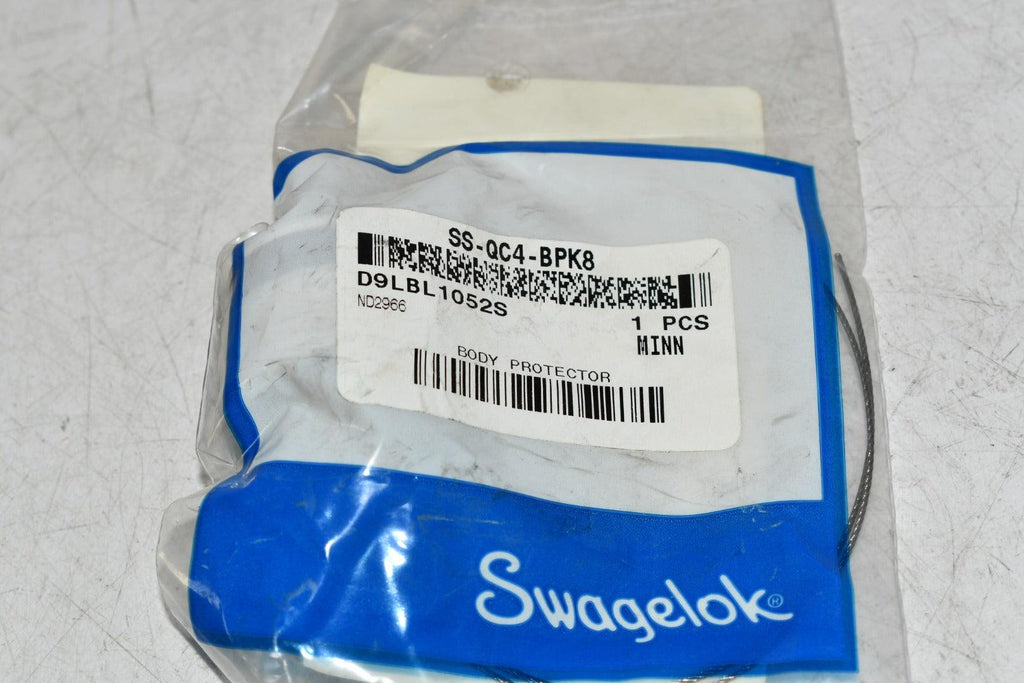 SS-QC4-BPK8
D9LBL1052S
ND2966
1 PCS
MINN
BODY PROTECTOR
Swagelok®